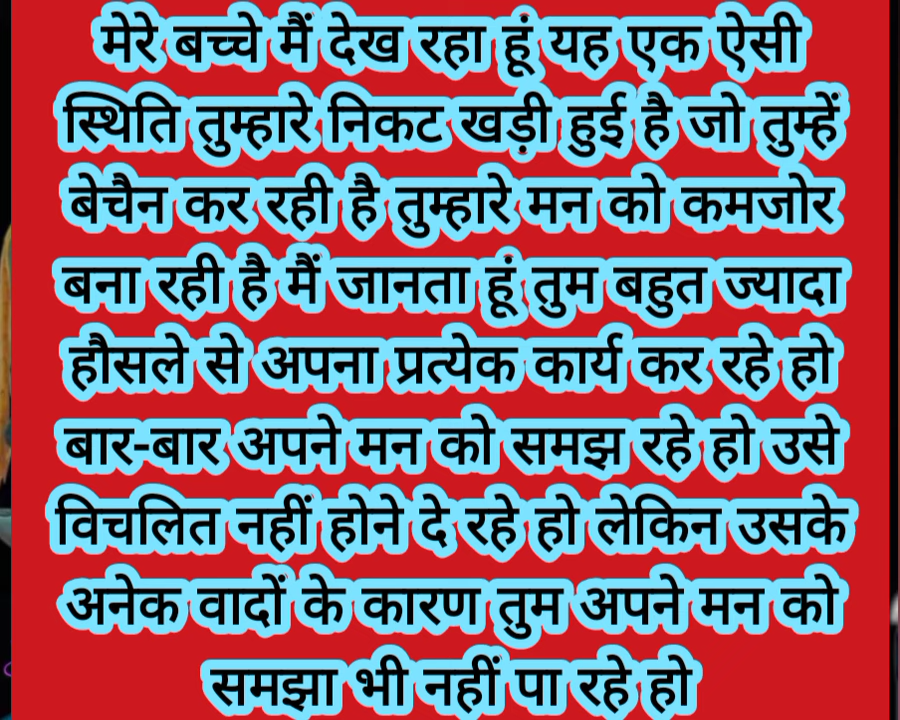 मेरे बच्चे मैं देख रहा हूं यह एक ऐसी
स्थिति तुम्हारे निकट खड़ी हुई है जो तुम्हें
बेचैन कर रही है तुम्हारे मन को कमजोर
बना रही है मैं जानता हूं तुम बहुत ज्यादा
हौसले से अपना प्रत्येक कार्य कर रहे हो
बार-बार अपने मन को समझ रहे हो उसे
विचलित नहीं होने दे रहे हो लेकिन उसके
अनेक वादों के कारण तुम अपने मन को
समझा भी नहीं पा रहे हो